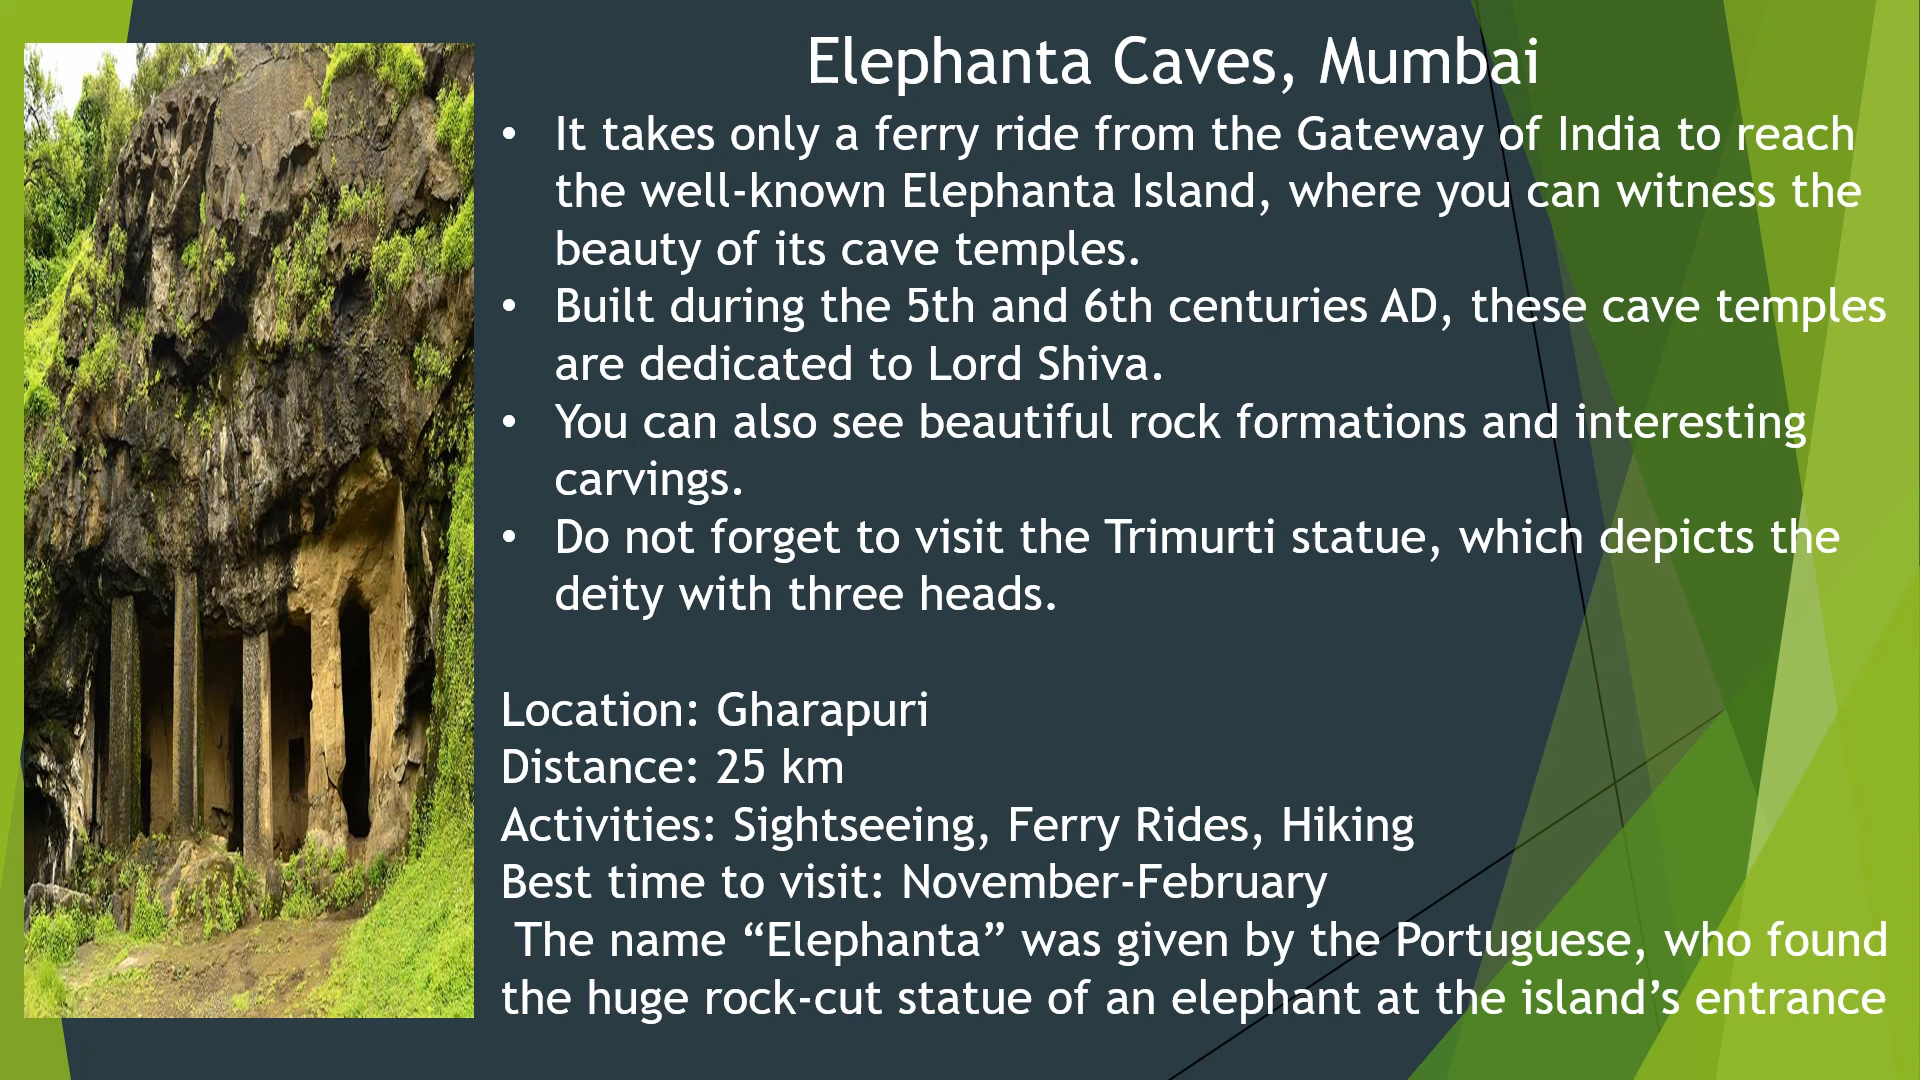 Elephanta Caves, Mumbai
• It takes only a ferry ride from the Gateway of India to reach
the well-known Elephanta Island, where you can witness the
beauty of its cave temples.
• Built during the 5th and 6th centuries AD, these cave temples
are dedicated to Lord Shiva.
• You can also see beautiful rock formations and interesting
carvings.
• Do not forget to visit the Trimurti statue, which depicts the
deity with three heads.
Location: Gharapuri
Distance: 25 km
Activities: Sightseeing, Ferry Rides, Hiking
Best time to visit: November-February
The name “Elephanta” was given by the Portuguese, who found
the huge rock-cut statue of an elephant at the island’s entrance